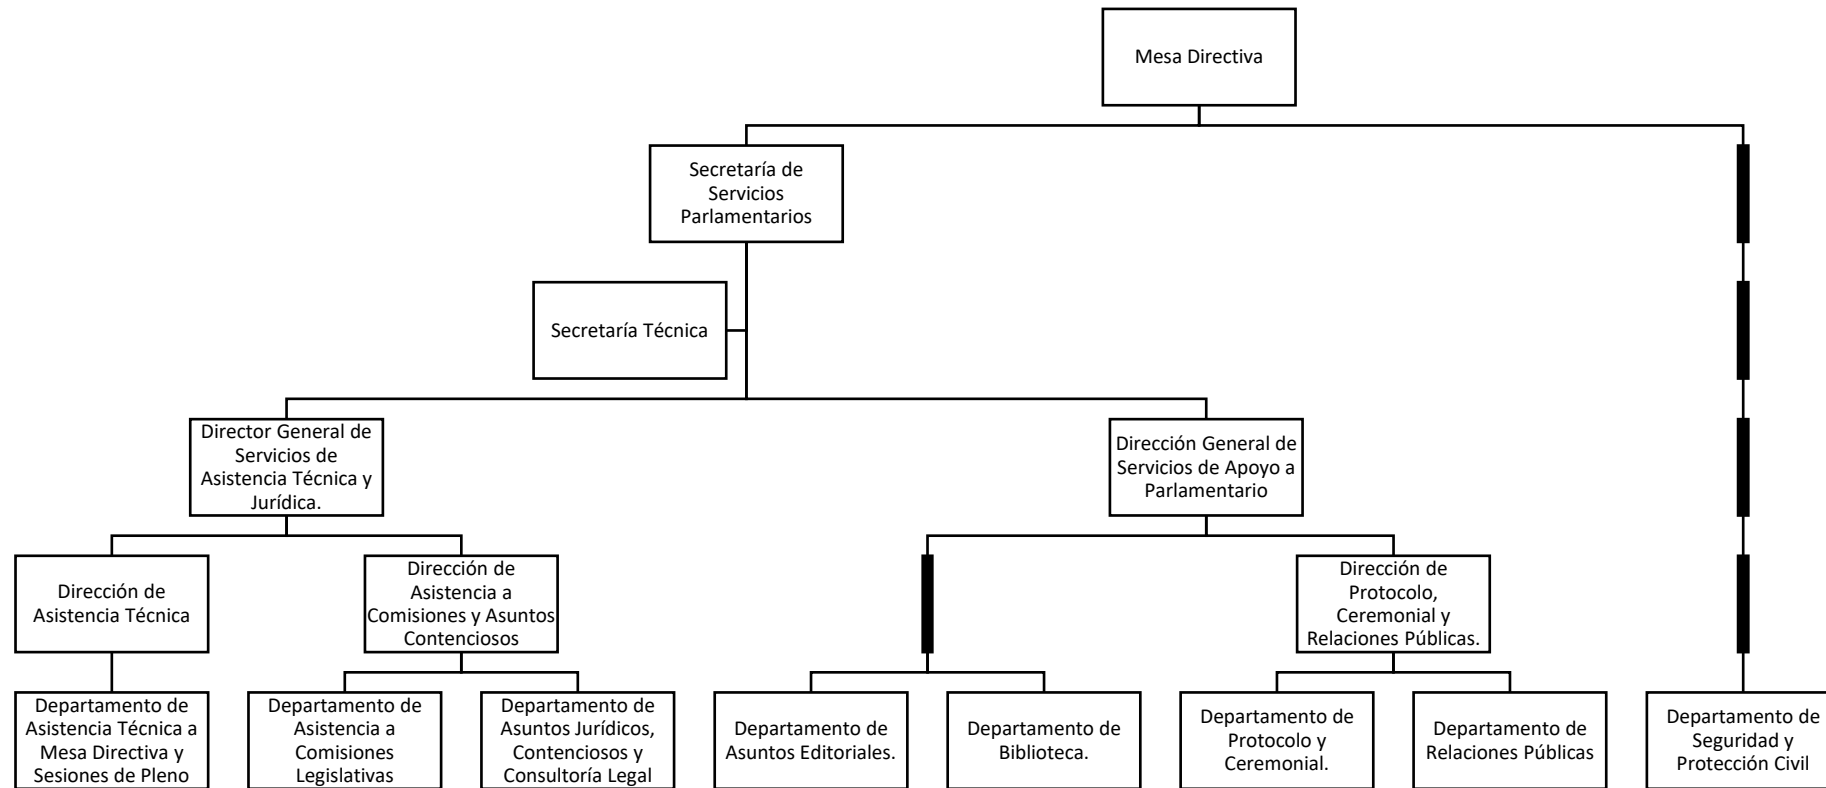 Mesa Directiva
Secretaría de
Servicios
Parlamentarios
Secretaría Técnica
Director General de
Servicios de
Asistencia Técnica y
Jurídica.
Dirección General de
Servicios de Apoyo a
Parlamentario
Dirección de
Asistencia Técnica
Dirección de
Asistencia a
Comisiones y Asuntos
Contenciosos
Dirección de
Protocolo,
Ceremonial y
Relaciones Públicas.
Departamento de
Asistencia Técnica a
Mesa Directiva y
Sesiones de Pleno
Departamento de
Asistencia a
Comisiones
Legislativas
Departamento de
Asuntos Jurídicos,
Contenciosos y
Consultoría Legal
Departamento de
Asuntos Editoriales.
Departamento de
Biblioteca.
Departamento de
Protocolo y
Ceremonial.
Departamento de
Relaciones Públicas
Departamento de
Seguridad y
Protección Civil